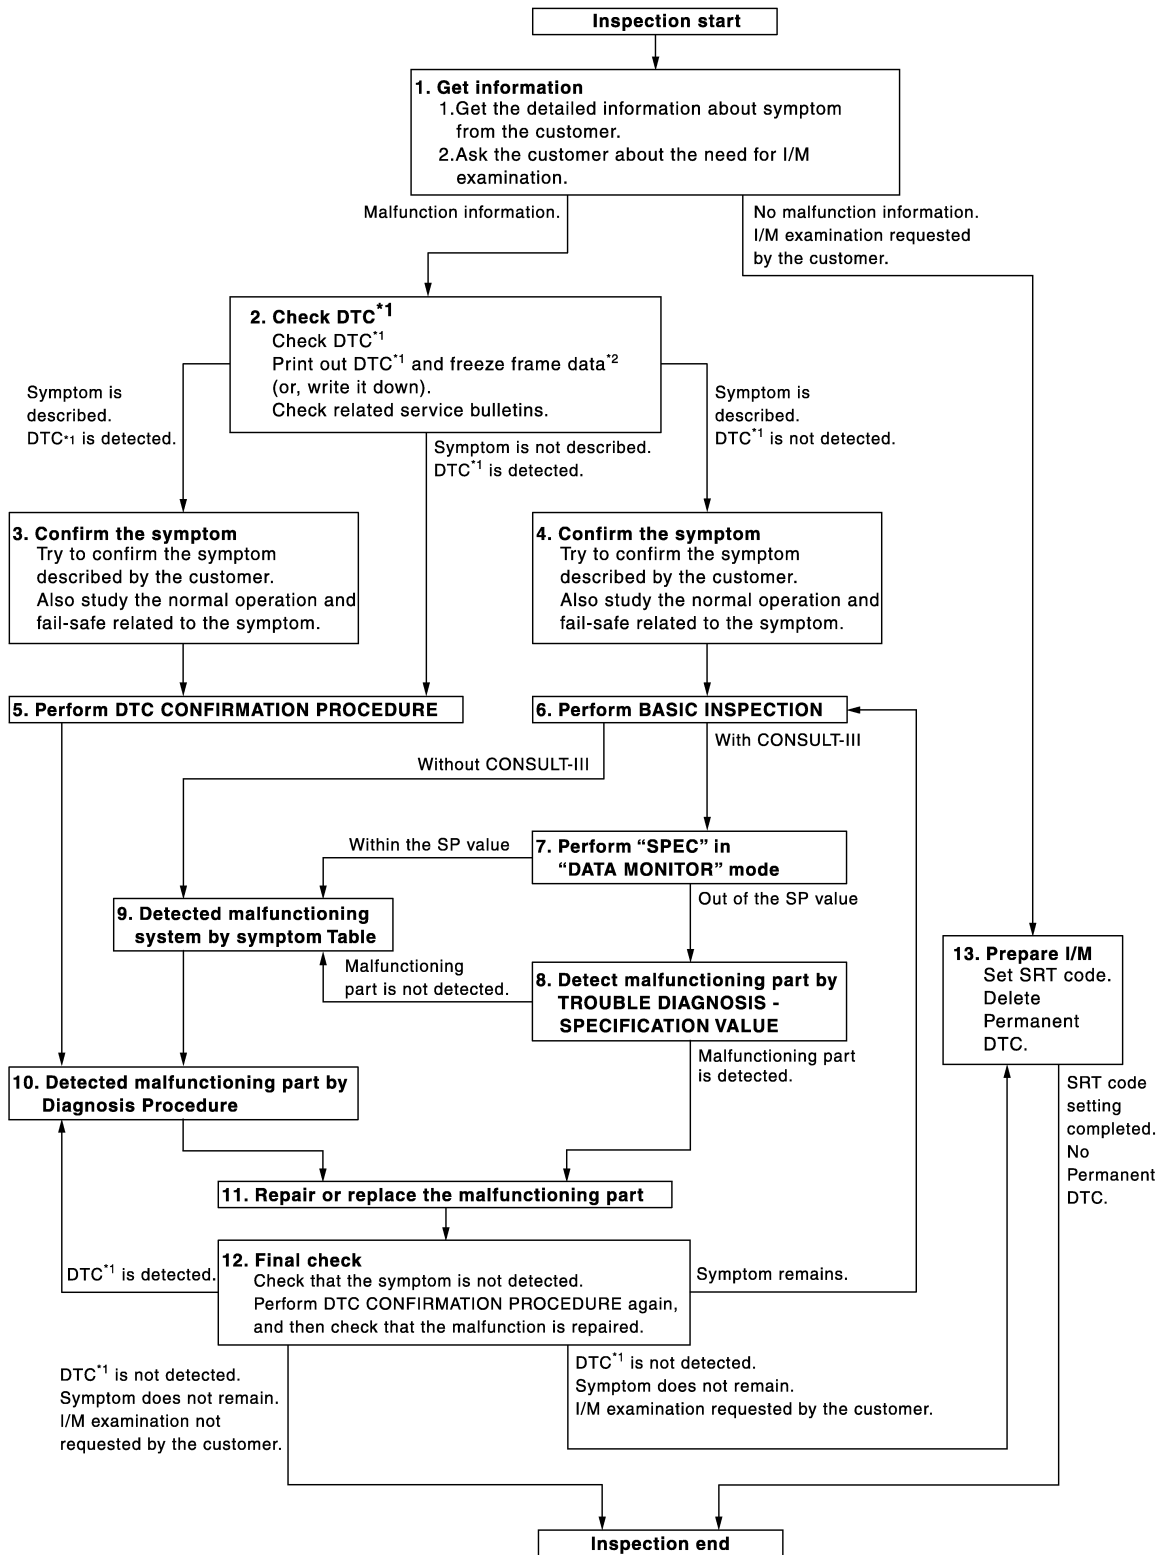 Inspection start
1. Get information
1.Get the detailed information about symptom
from the customer.
2.Ask the customer about the need for I/M
examination.
Malfunction information.
No malfunction information.
I/M examination requested
by the customer.
2. Check DTC*1
Check DTC*1
Print out DTC*1 and freeze frame data*2
(or, write it down).
Check related service bulletins.
Symptom is
described.
DTC*1 is detected.
Symptom is not described.
DTC*1 is detected.
Symptom is
described.
DTC*1 is not detected.
3. Confirm the symptom
Try to confirm the symptom
described by the customer.
Also study the normal operation and
fail-safe related to the symptom.
4. Confirm the symptom
Try to confirm the symptom
described by the customer.
Also study the normal operation and
fail-safe related to the symptom.
5. Perform DTC CONFIRMATION PROCEDURE
6. Perform BASIC INSPECTION
Without CONSULT-III
With CONSULT-III
Within the SP value
7. Perform “SPEC” in
“DATA MONITOR” mode
Out of the SP value
9. Detected malfunctioning
system by symptom Table
Malfunctioning
part is not detected.
8. Detect malfunctioning part by
TROUBLE DIAGNOSIS -
SPECIFICATION VALUE
13. Prepare I/M
Set SRT code.
Delete
Permanent
DTC.
Malfunctioning part
is detected.
10. Detected malfunctioning part by
Diagnosis Procedure
SRT code
setting
completed.
No
Permanent
DTC.
11. Repair or replace the malfunctioning part
12. Final check
Check that the symptom is not detected.
Perform DTC CONFIRMATION PROCEDURE again,
and then check that the malfunction is repaired.
DTC*1 is detected.
Symptom remains.
DTC*1 is not detected.
Symptom does not remain.
I/M examination not
requested by the customer.
DTC*1 is not detected.
Symptom does not remain.
I/M examination requested by the customer.
Inspection end